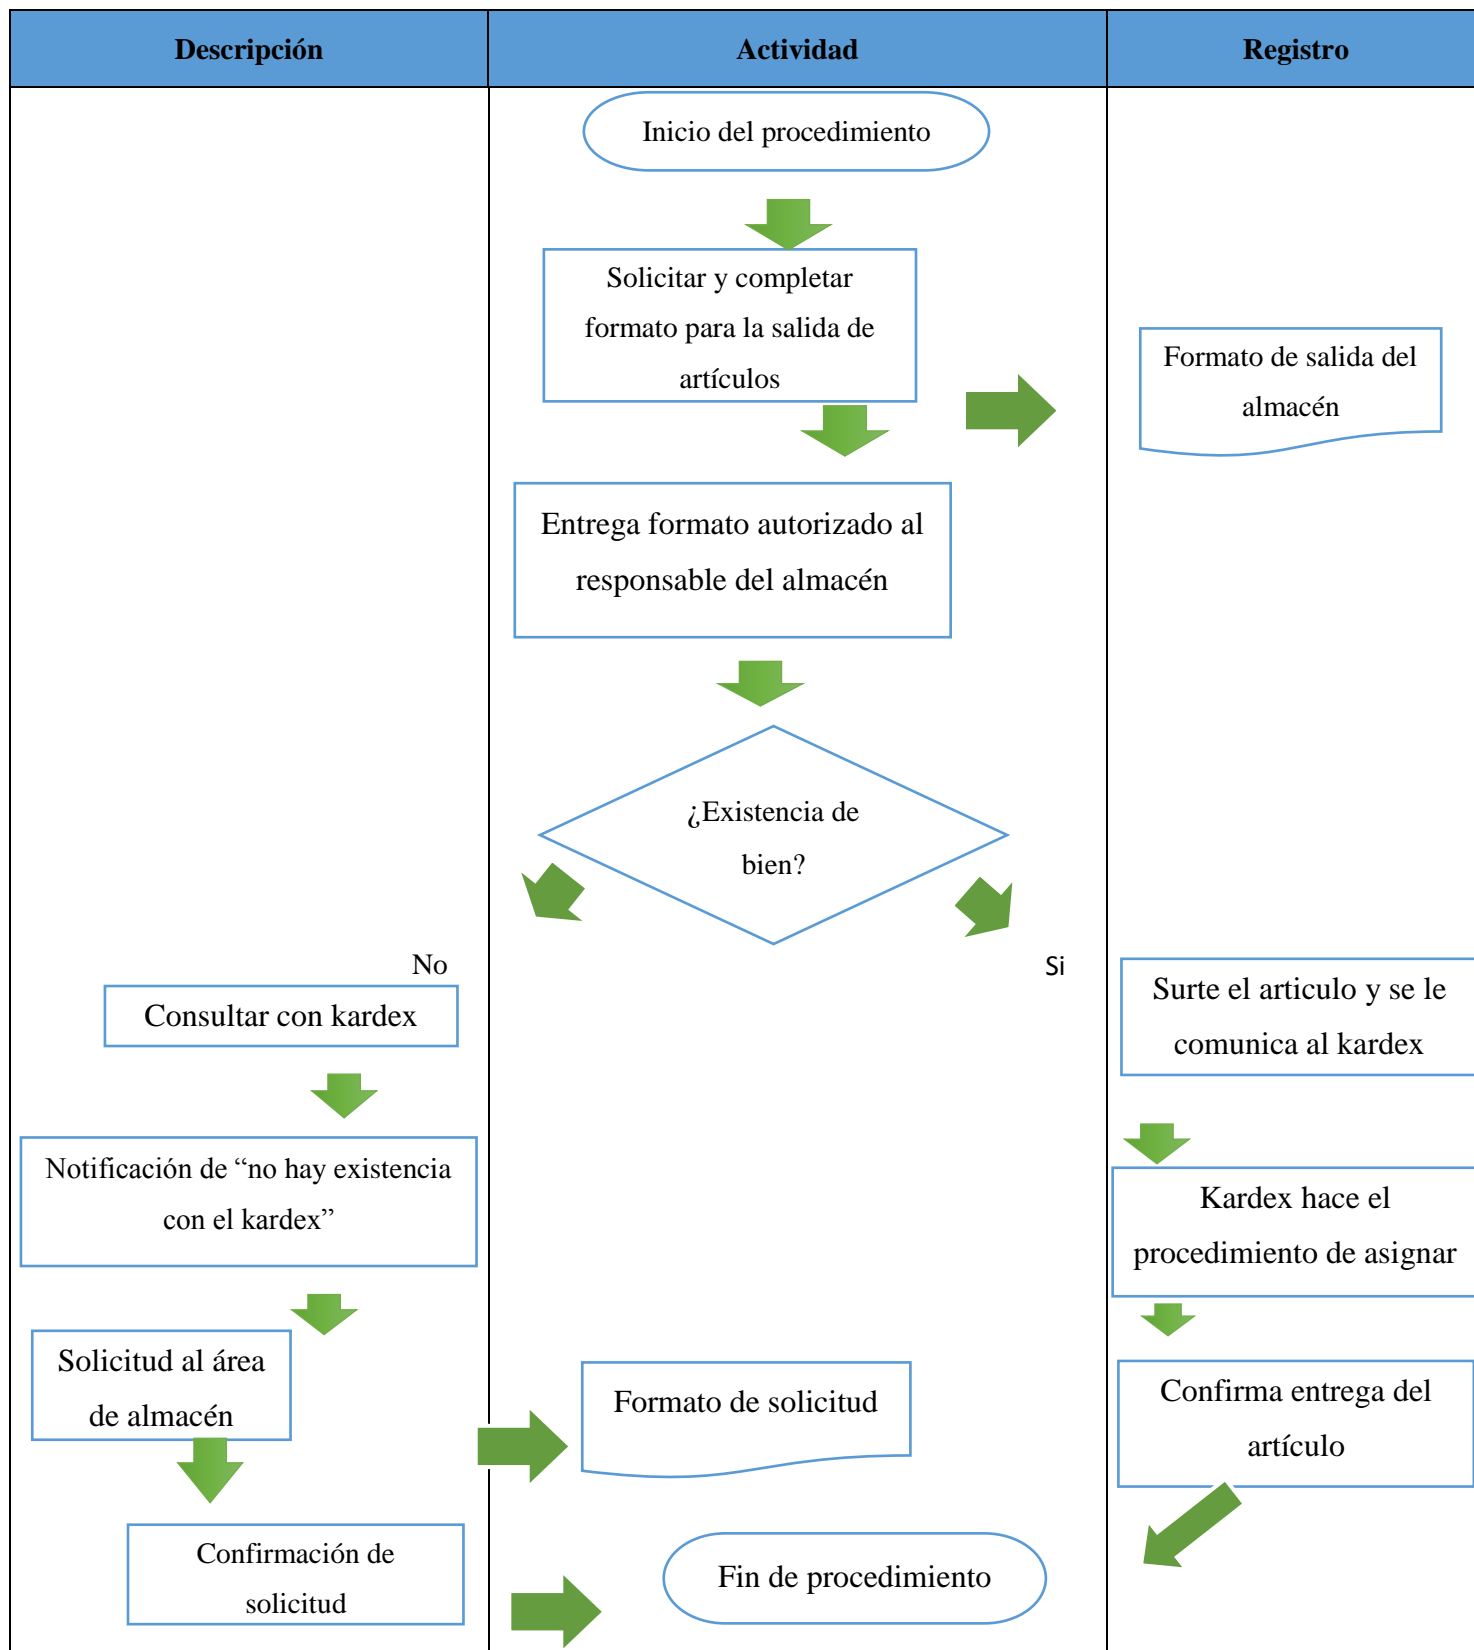 Descripción
Actividad
Registro
Inicio del procedimiento
Solicitar y completar
formato para la salida de
artículos
Formato de salida del
almacén
Entrega formato autorizado al
responsable del almacén
¿Existencia de
bien?
No
Si
Consultar con kardex
Surte el articulo y se le
comunica al kardex
Notificación de “no hay existencia
con el kardex”
Kardex hace el
procedimiento de asignar
Solicitud al área
de almacén
Formato de solicitud
Confirma entrega del
artículo
Confirmación de
solicitud
Fin de procedimiento